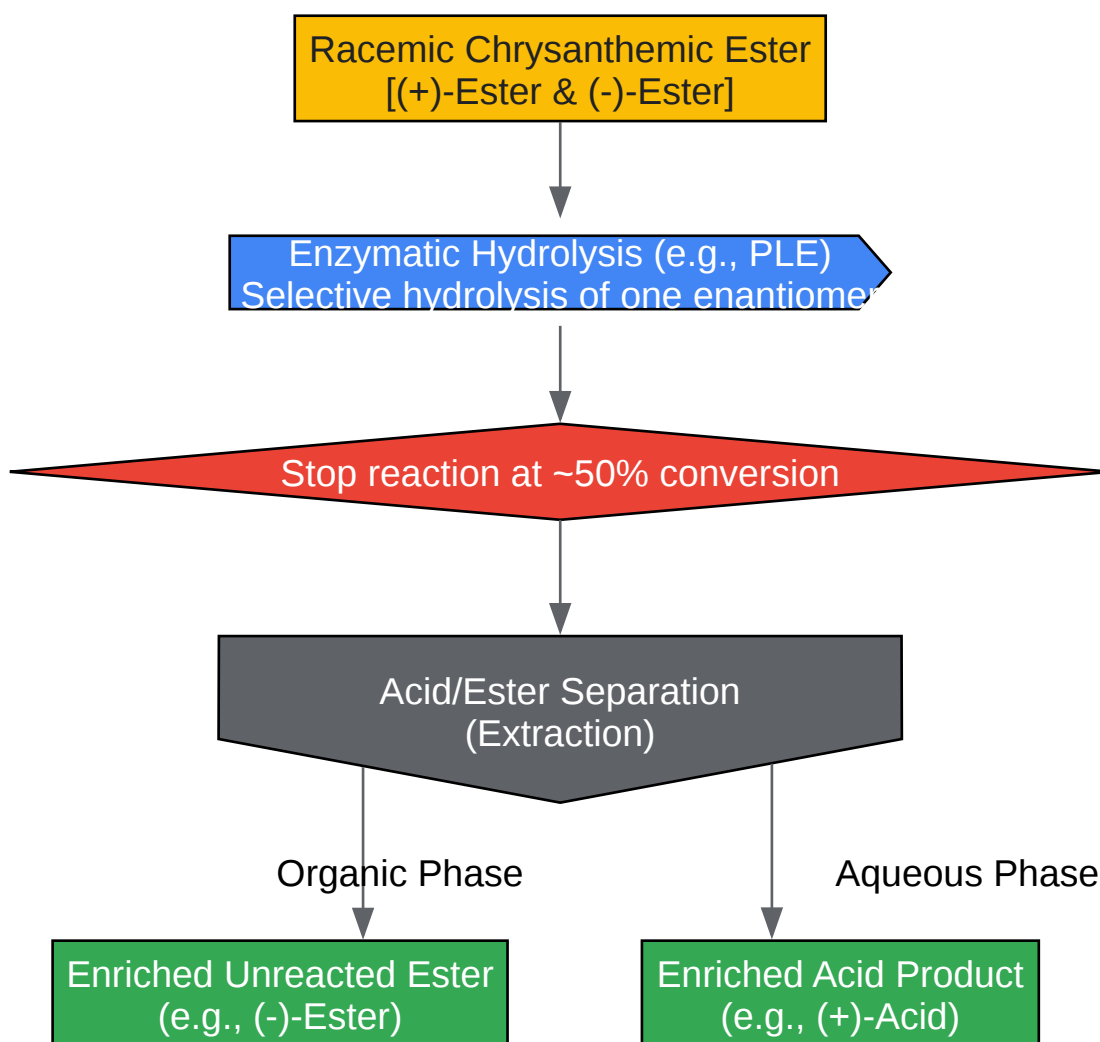 Racemic Chrysanthemic Ester
[(+)-Ester & (-)-Ester]
Enzymatic Hydrolysis (e.g., PLE)
Selective hydrolysis of one enantiomer
Stop reaction at ~50% conversion
Acid/Ester Separation
(Extraction)
Organic Phase
Aqueous Phase
Enriched Unreacted Ester
(e.g., (-)-Ester)
Enriched Acid Product
(e.g., (+)-Acid)